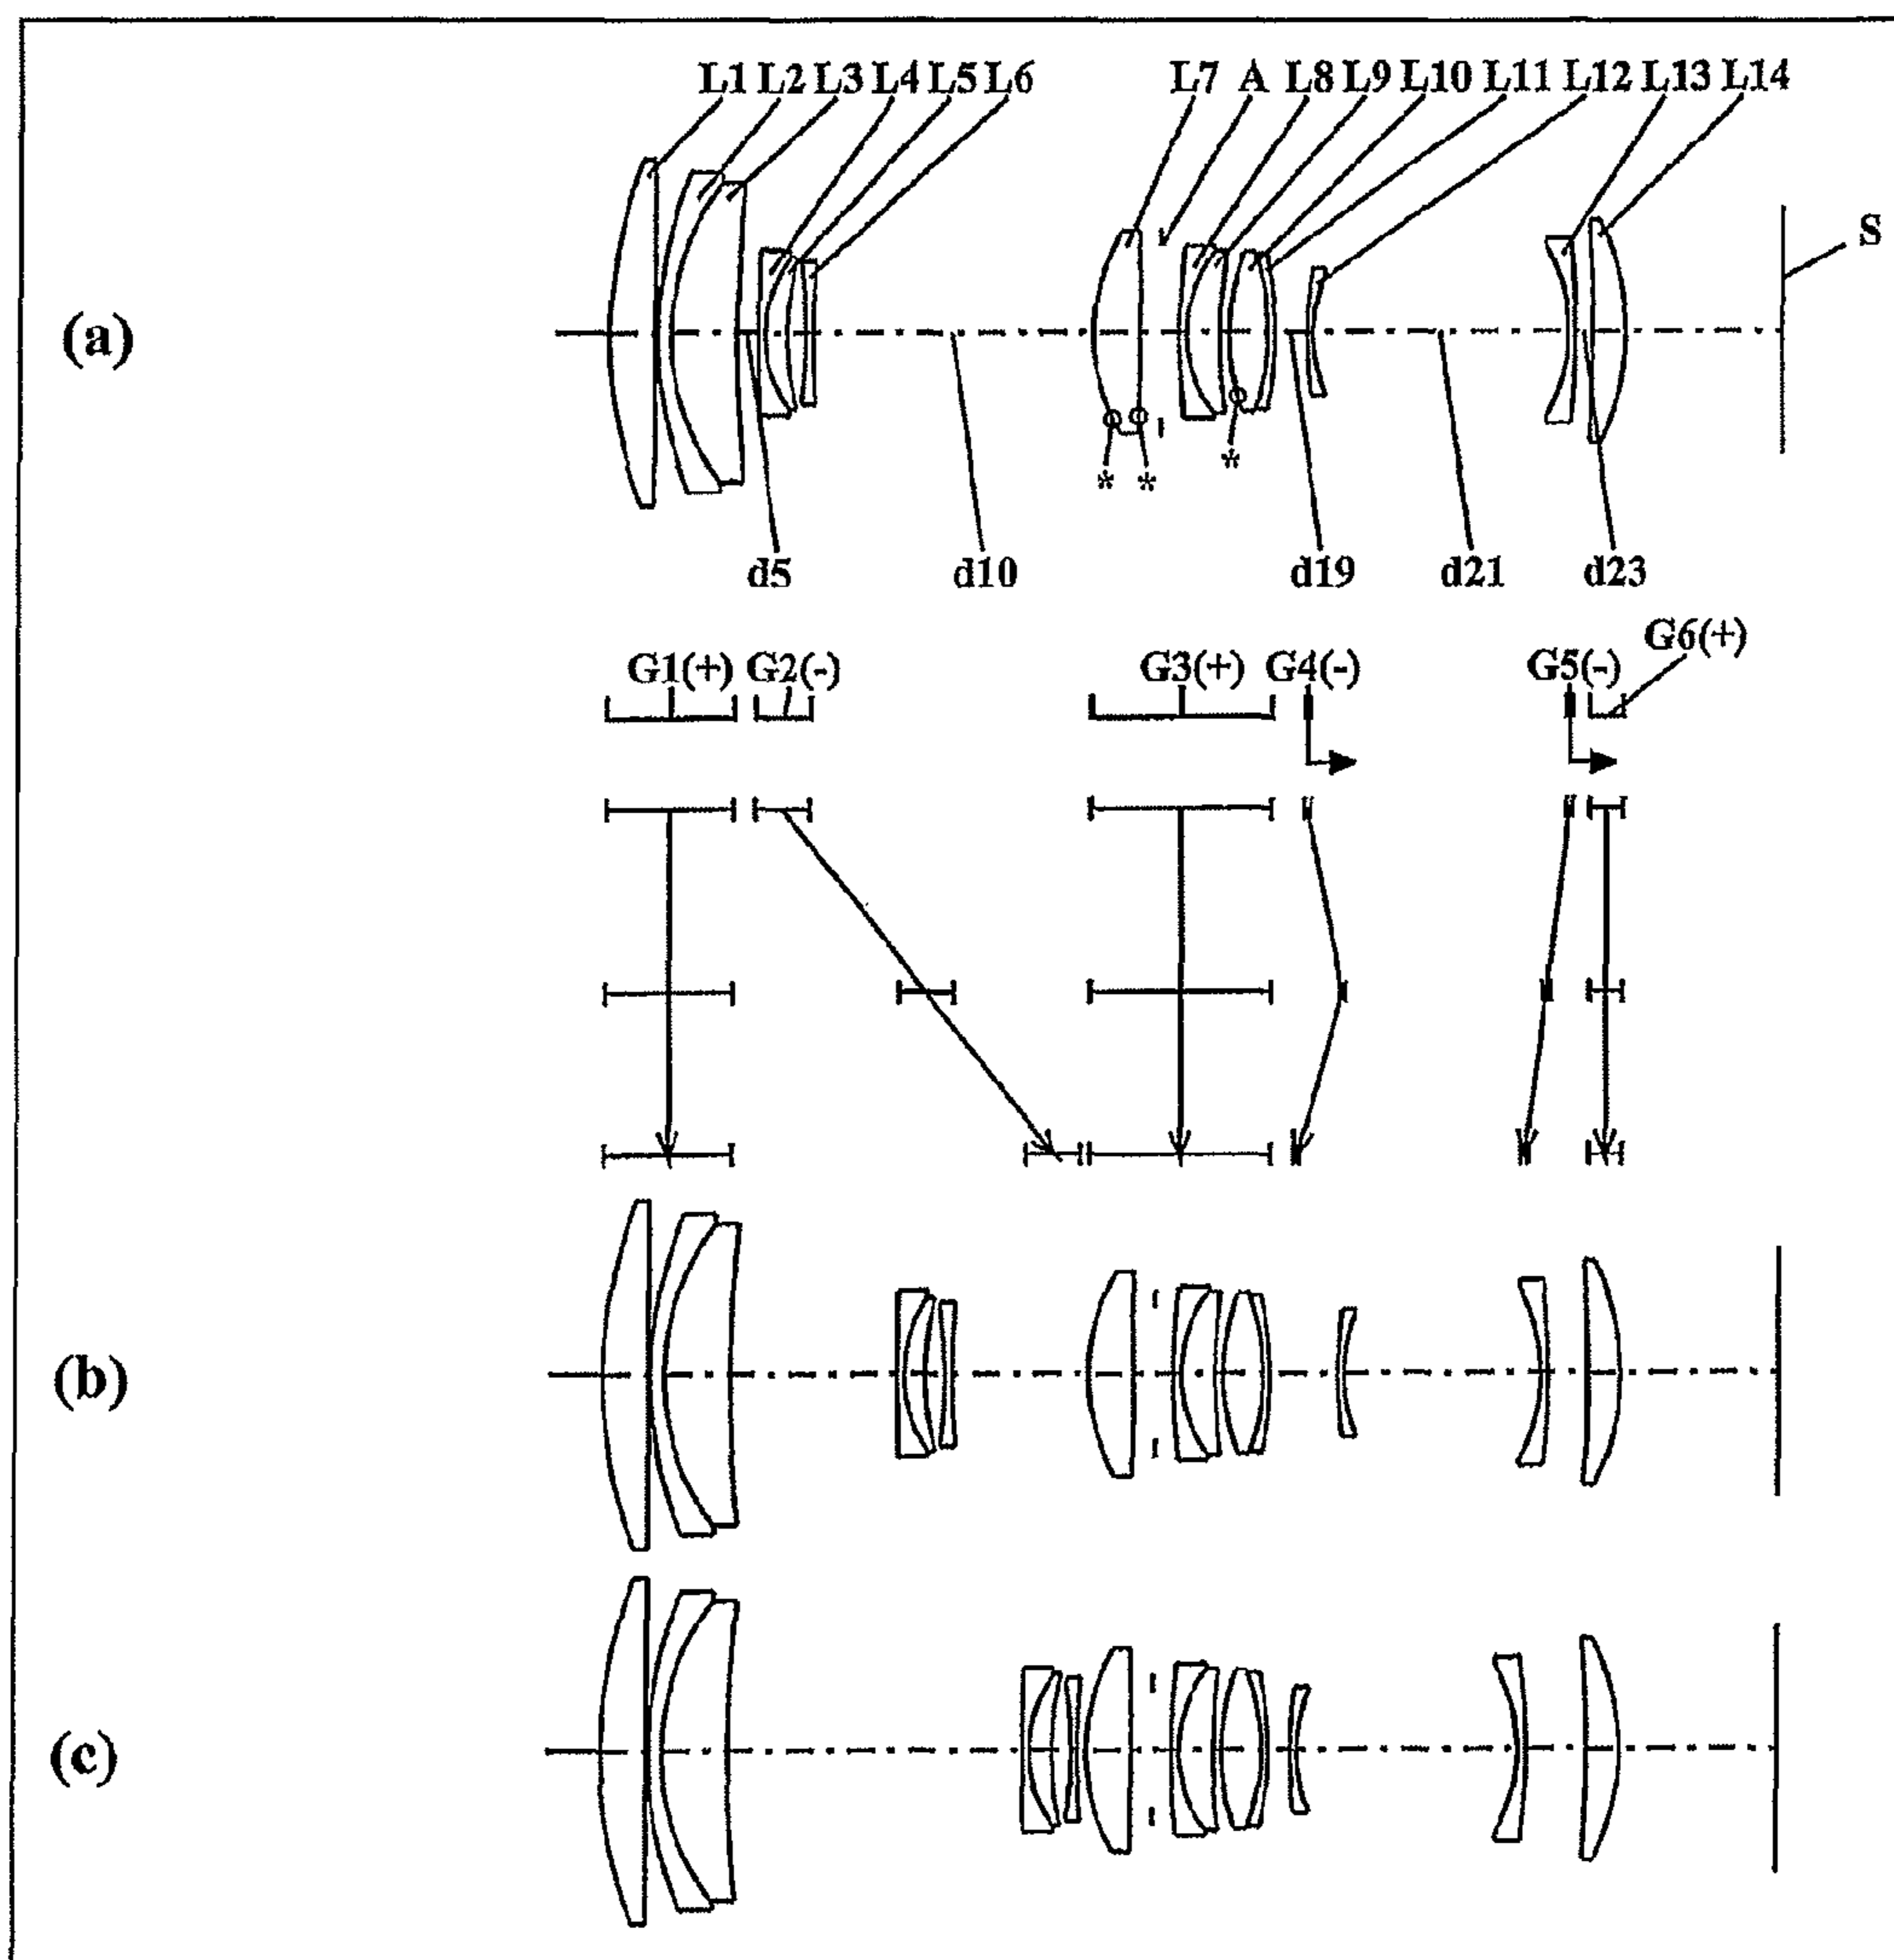 L1 L2 L3 L4 L5 L6 L7 A L8 L9 L10 L11 L12 L13 L14
S
(a)
* * *
d5 d10 d19 d21 d23
G1(+) G2(-) G3(+) G4(-) G5(-) G6(+)
(b)
(c)